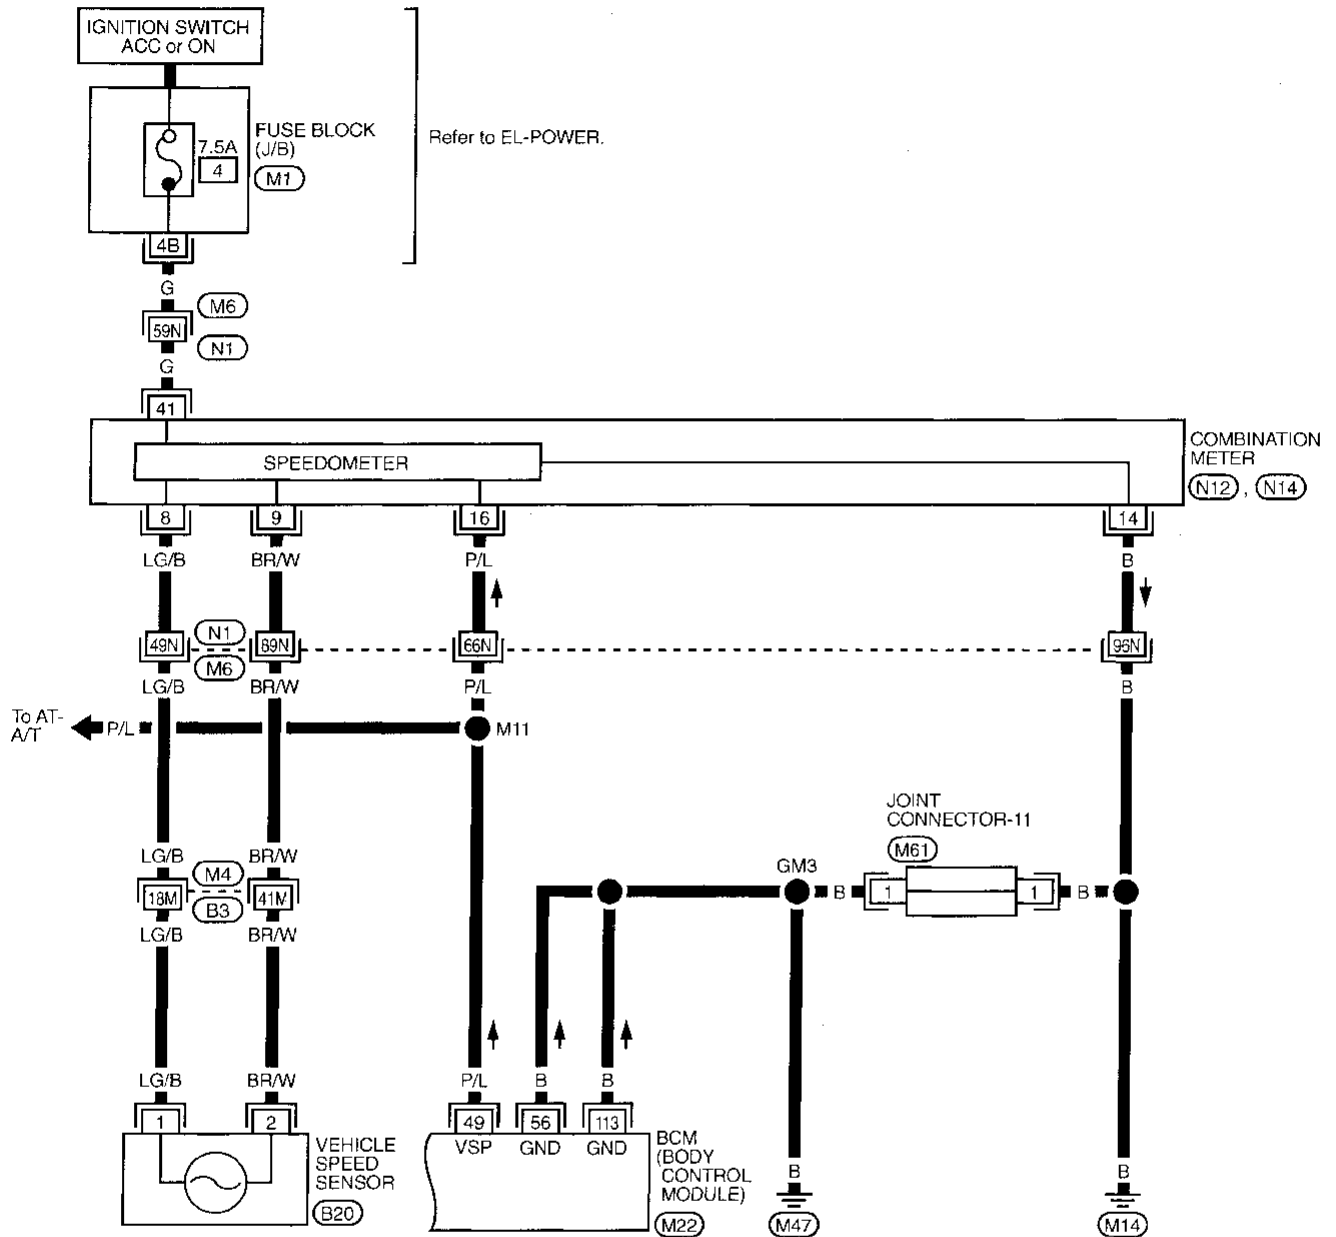 IGNITION SWITCH
ACC or ON
FUSE BLOCK
(J/B)
7.5A
4
M1
Refer to EL-POWER.
4B
G
M6
59N
N1
G
41
SPEEDOMETER
COMBINATION
METER
N12 , N14
8 9 16 14
LG/B BR/W P/L B
N1
49N 89N 66N 96N
M6
LG/B BR/W P/L B
To AT-
A/T
P/L
M11
JOINT
CONNECTOR-11
M61
LG/B BR/W
M4
18M 41M
B3
LG/B BR/W
GM3
B 1 1 B
LG/B BR/W P/L B B
1 2 49 56 113
VSP GND GND
VEHICLE
SPEED
SENSOR
B20
BCM
(BODY
CONTROL
MODULE)
M22
B B
M47 M14